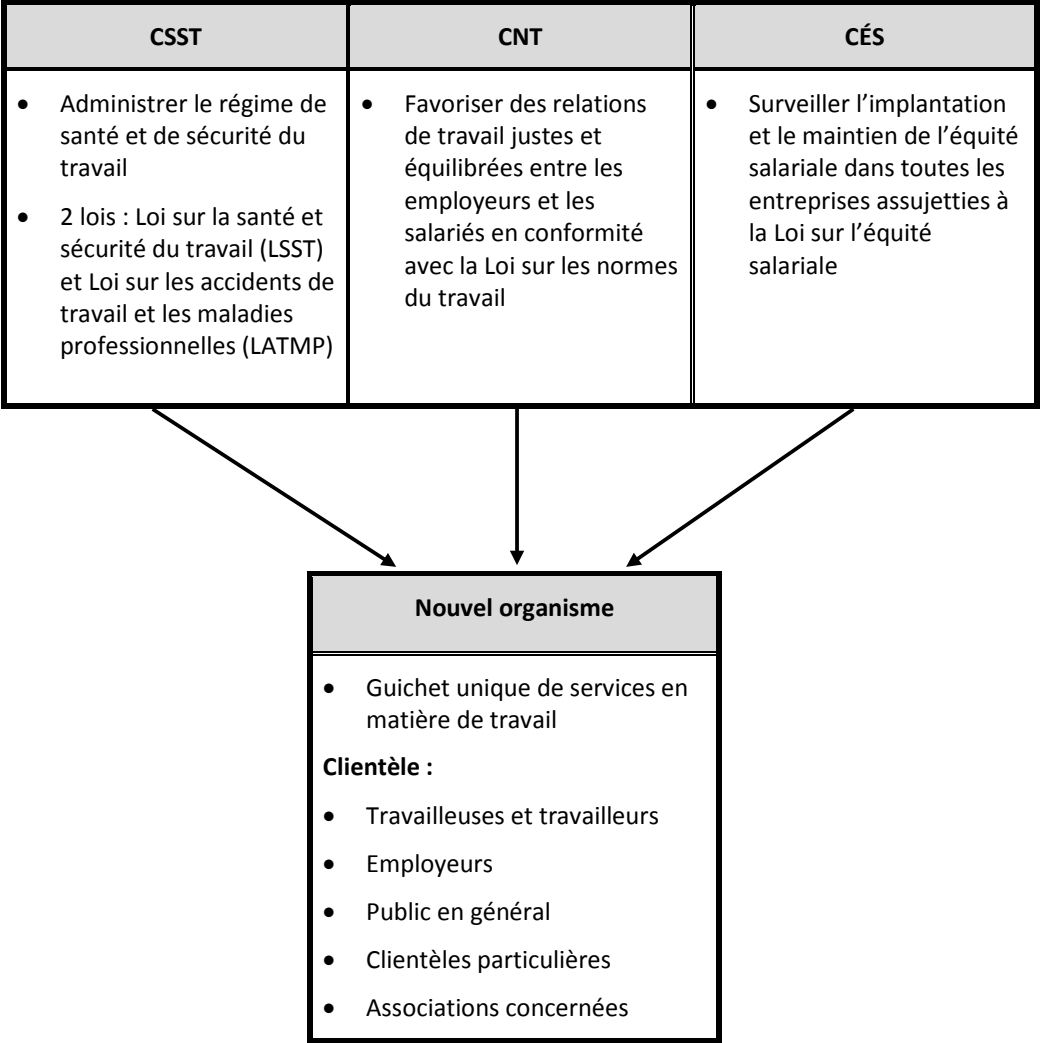 CSST
CNT
CÉS
• Administrer le régime de
santé et de sécurité du
travail
• 2 lois : Loi sur la santé et
sécurité du travail (LSST)
et Loi sur les accidents de
travail et les maladies
professionnelles (LATMP)
• Favoriser des relations
de travail justes et
équilibrées entre les
employeurs et les
salariés en conformité
avec la Loi sur les normes
du travail
• Surveiller l’implantation
et le maintien de l’équité
salariale dans toutes les
entreprises assujetties à
la Loi sur l’équité
salariale
Nouvel organisme
• Guichet unique de services en
matière de travail
Clientèle :
• Travailleuses et travailleurs
• Employeurs
• Public en général
• Clientèles particulières
• Associations concernées